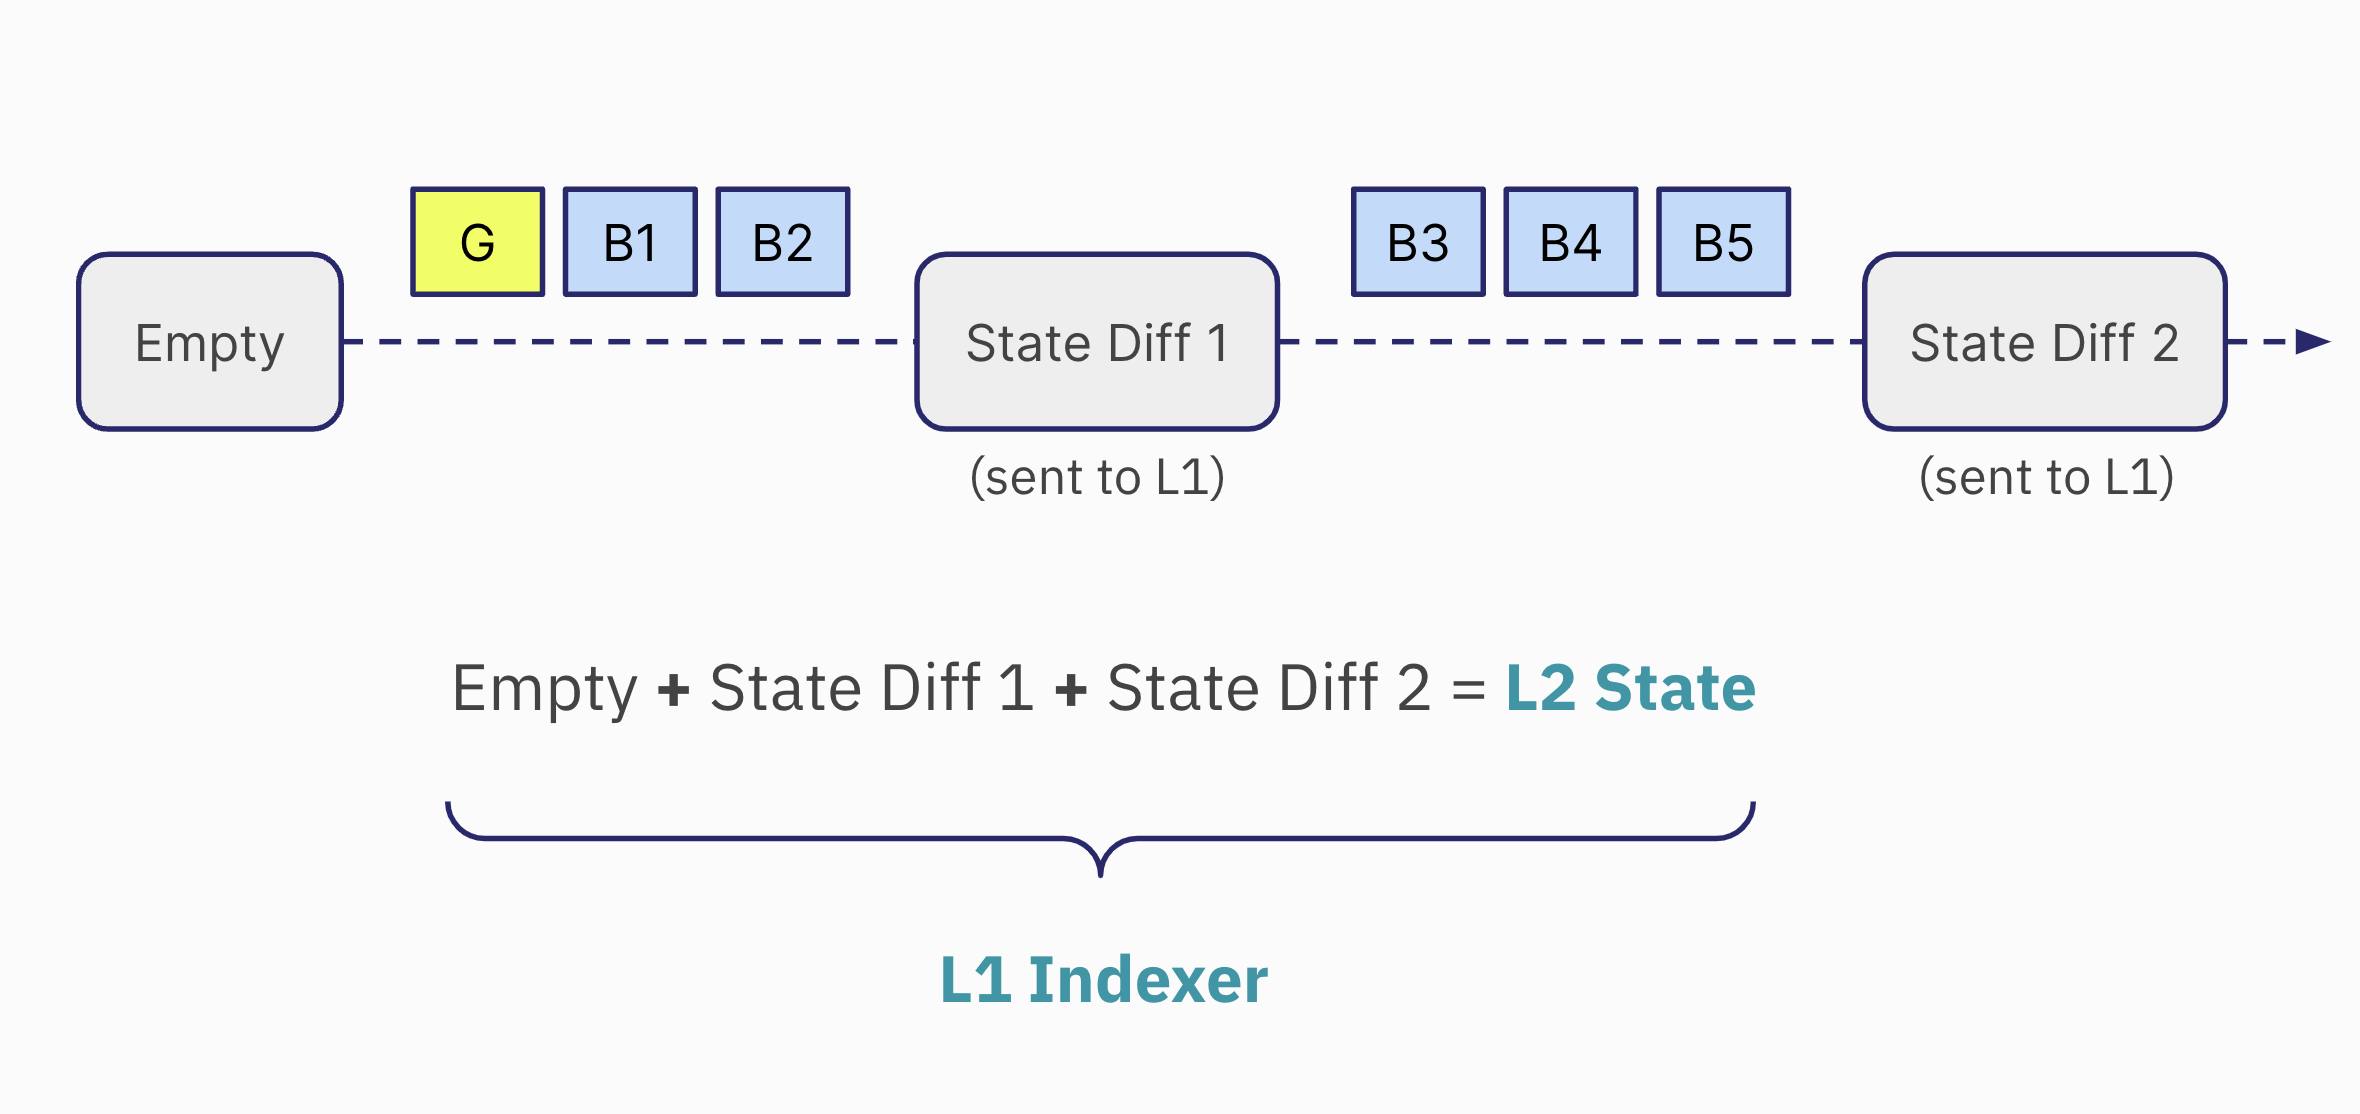 G B1 B2
B3 B4 B5
Empty
State Diff 1
State Diff 2
(sent to L1)
(sent to L1)
Empty + State Diff 1 + State Diff 2 = L2 State
L1 Indexer